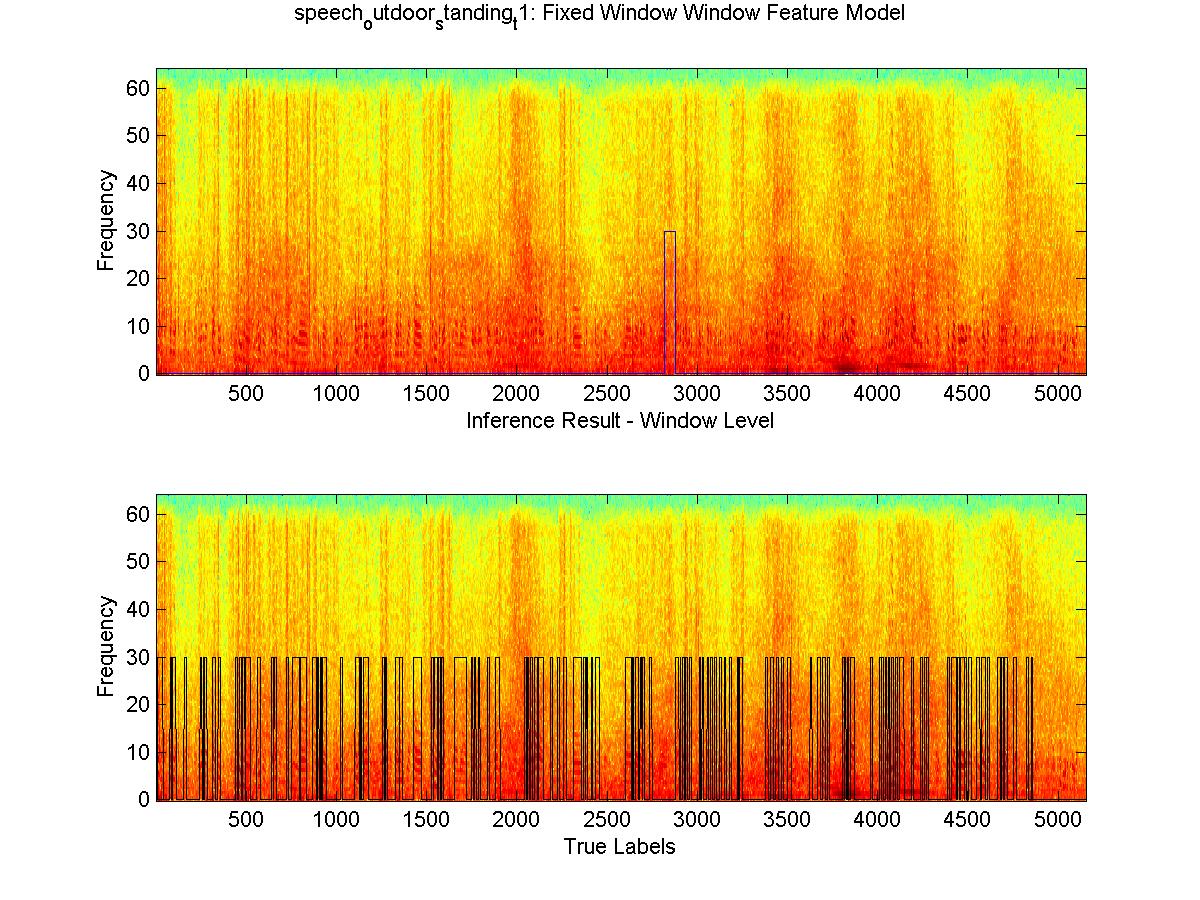 speech_outdoor_standing_t1: Fixed Window Window Feature Model
60
50
40
30
20
10
0
Frequency
500 1000 1500 2000 2500 3000 3500 4000 4500 5000
Inference Result - Window Level
60
50
40
30
20
10
0
Frequency
500 1000 1500 2000 2500 3000 3500 4000 4500 5000
True Labels